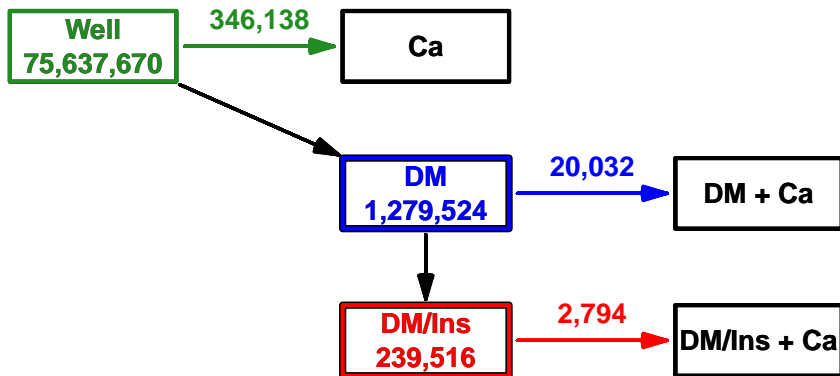 Well
75,637,670
346,138
Ca
DM
1,279,524
20,032
DM + Ca
DM/Ins
239,516
2,794
DM/Ins + Ca